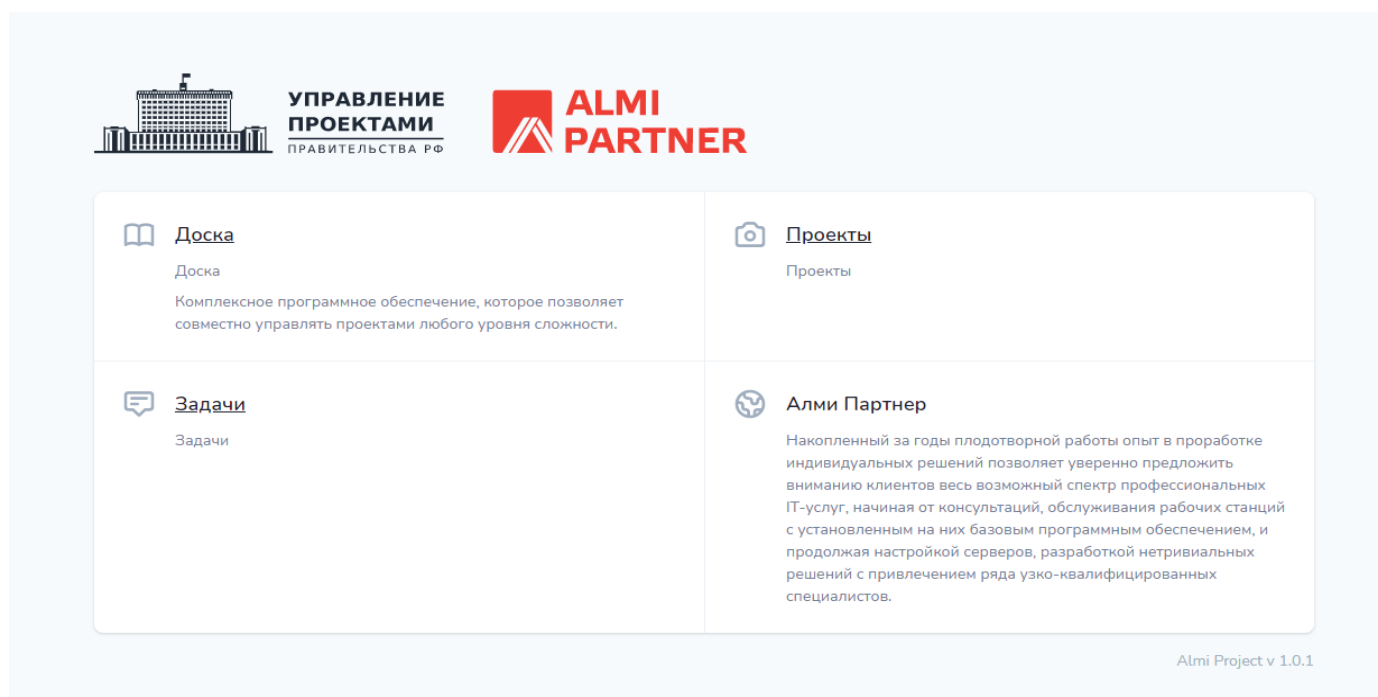 УПРАВЛЕНИЕ
ПРОЕКТАМИ
ПРАВИТЕЛЬСТВА РФ
ALMI
PARTNER
Доска
Доска
Комплексное программное обеспечение, которое позволяет
совместно управлять проектами любого уровня сложности.
Проекты
Проекты
Задачи
Задачи
Алми Партнер
Накопленный за годы плодотворной работы опыт в проработке
индивидуальных решений позволяет уверенно предложить
вниманию клиентов весь возможный спектр профессиональных
IT-услуг, начиная от консультаций, обслуживания рабочих станций
с установленным на них базовым программным обеспечением, и
продолжая настройкой серверов, разработкой нетривиальных
решений с привлечением ряда узко-квалифицированных
специалистов.
Almi Project v 1.0.1